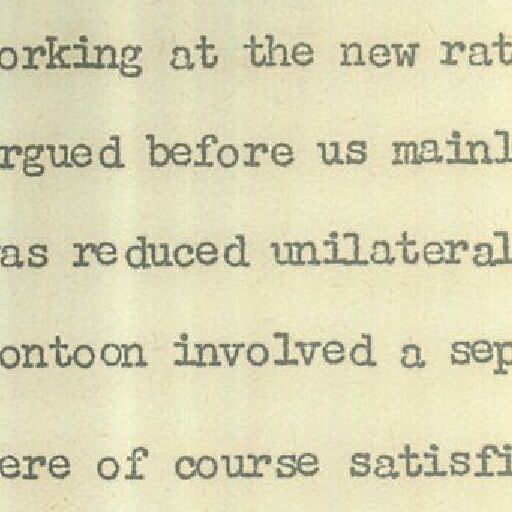 orking at the new rat
rgued before us mainl
as reduced unilateral
ontoon involved a sep
ere of course satisfi